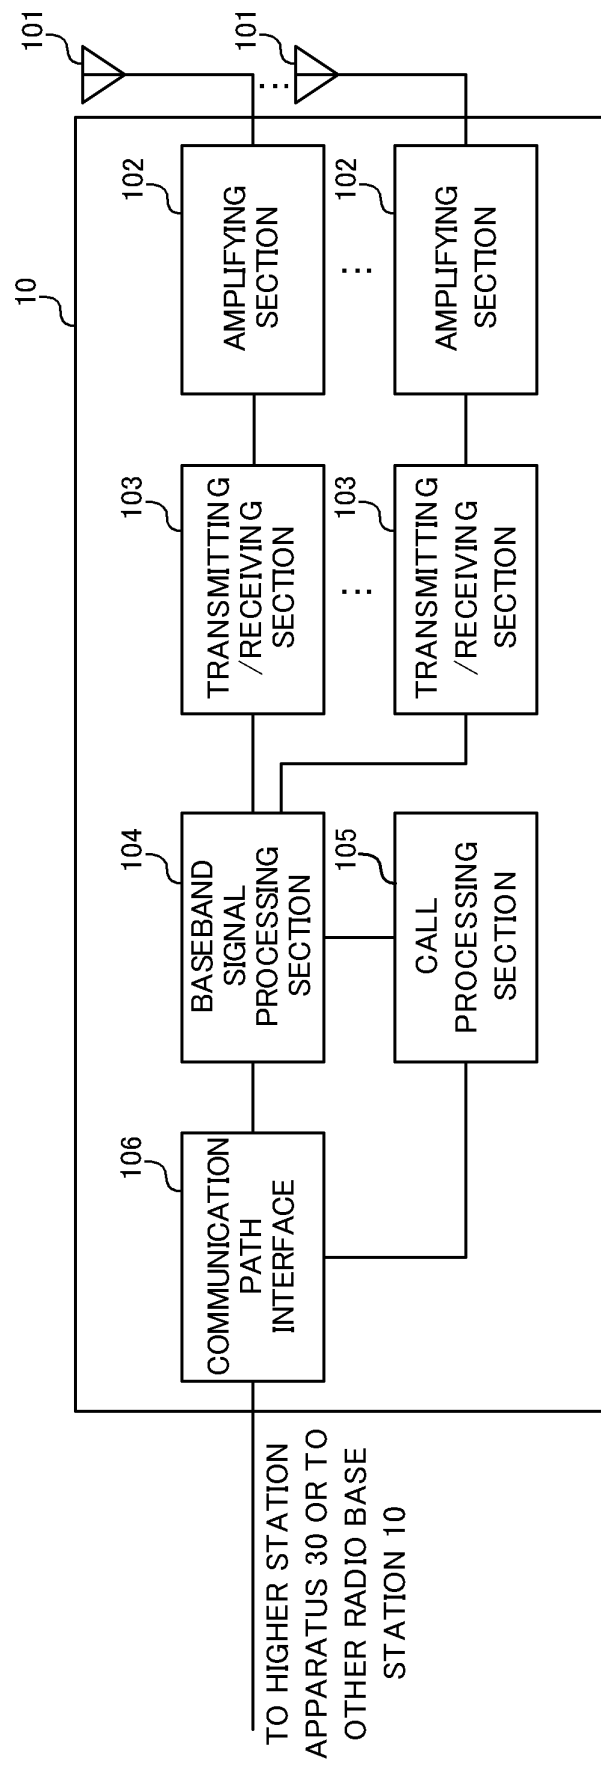 10
101
101
102
AMPLIFYING
SECTION
...
102
AMPLIFYING
SECTION
...
103
TRANSMITTING
/RECEIVING
SECTION
...
103
TRANSMITTING
/RECEIVING
SECTION
104
BASEBAND
SIGNAL
PROCESSING
SECTION
105
CALL
PROCESSING
SECTION
106
COMMUNICATION
PATH
INTERFACE
TO HIGHER STATION
APPARATUS 30 OR TO
OTHER RADIO BASE
STATION 10